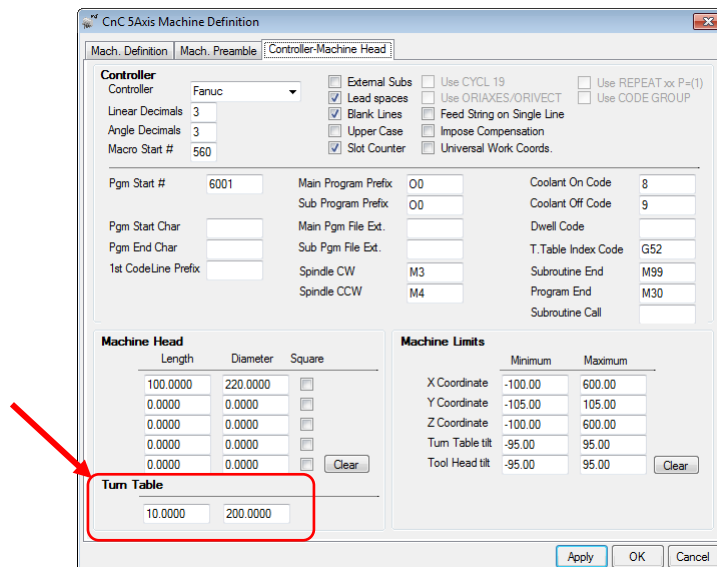 CnC 5Axis Machine Definition
Mach. Definition Mach. Preamble Controller-Machine Head
Controller
Controller Fanuc
Linear Decimals 3
Angle Decimals 3
Macro Start # 560
External Subs Use CYCL 19 Use REPEAT xx P=(1)
Lead spaces Use ORIAXES/ORIVECT Use CODE GROUP
Blank Lines Feed String on Single Line
Upper Case Impose Compensation
Slot Counter Universal Work Coords.
Pgm Start # 6001 Main Program Prefix O0 Coolant On Code 8
Sub Program Prefix O0 Coolant Off Code 9
Pgm Start Char Main Pgm File Ext. Dwell Code
Pgm End Char Sub Pgm File Ext. T.Table Index Code G52
1st CodeLine Prefix Spindle CW M3 Subroutine End M99
Spindle CCW M4 Program End M30
Subroutine Call
Machine Head
Length Diameter Square
100.0000 220.0000
0.0000 0.0000
0.0000 0.0000
0.0000 0.0000
0.0000 0.0000 Clear
Turn Table
10.0000 200.0000
Machine Limits
Minimum Maximum
X Coordinate -100.00 600.00
Y Coordinate -105.00 105.00
Z Coordinate -100.00 600.00
Turn Table tilt -95.00 95.00
Tool Head tilt -95.00 95.00 Clear
Apply OK Cancel